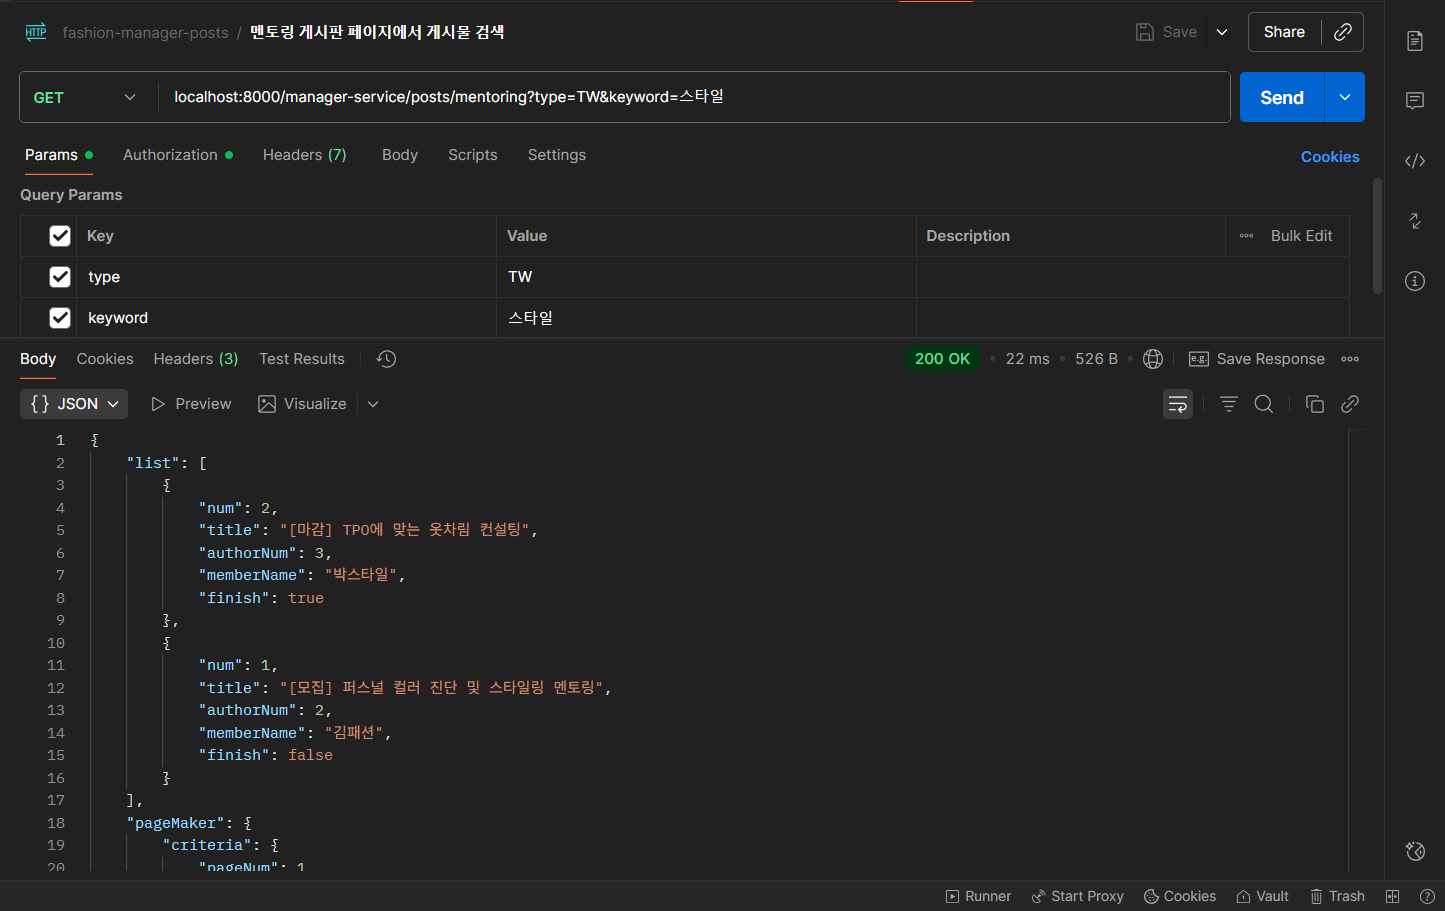 HTTP fashion-manager-posts / 멘토링 게시판 페이지에서 게시물 검색 Save Share
GET localhost:8000/manager-service/posts/mentoring?type=TW&keyword=스타일 Send
Params Authorization Headers (7) Body Scripts Settings Cookies
Query Params
Key Value Description Bulk Edit
type TW
keyword 스타일
Body Cookies Headers (3) Test Results 200 OK 22 ms 526 B e.g. Save Response
{} JSON Preview Visualize
1 {
2 "list": [
3 {
4 "num": 2,
5 "title": "[마감] TPO에 맞는 옷차림 컨설팅",
6 "authorNum": 3,
7 "memberName": "박스타일",
8 "finish": true
9 },
10 {
11 "num": 1,
12 "title": "[모집] 퍼스널 컬러 진단 및 스타일링 멘토링",
13 "authorNum": 2,
14 "memberName": "김패션",
15 "finish": false
16 }
17 ],
18 "pageMaker": {
19 "criteria": {
20 "pageNum": 1
Runner Start Proxy Cookies Vault Trash